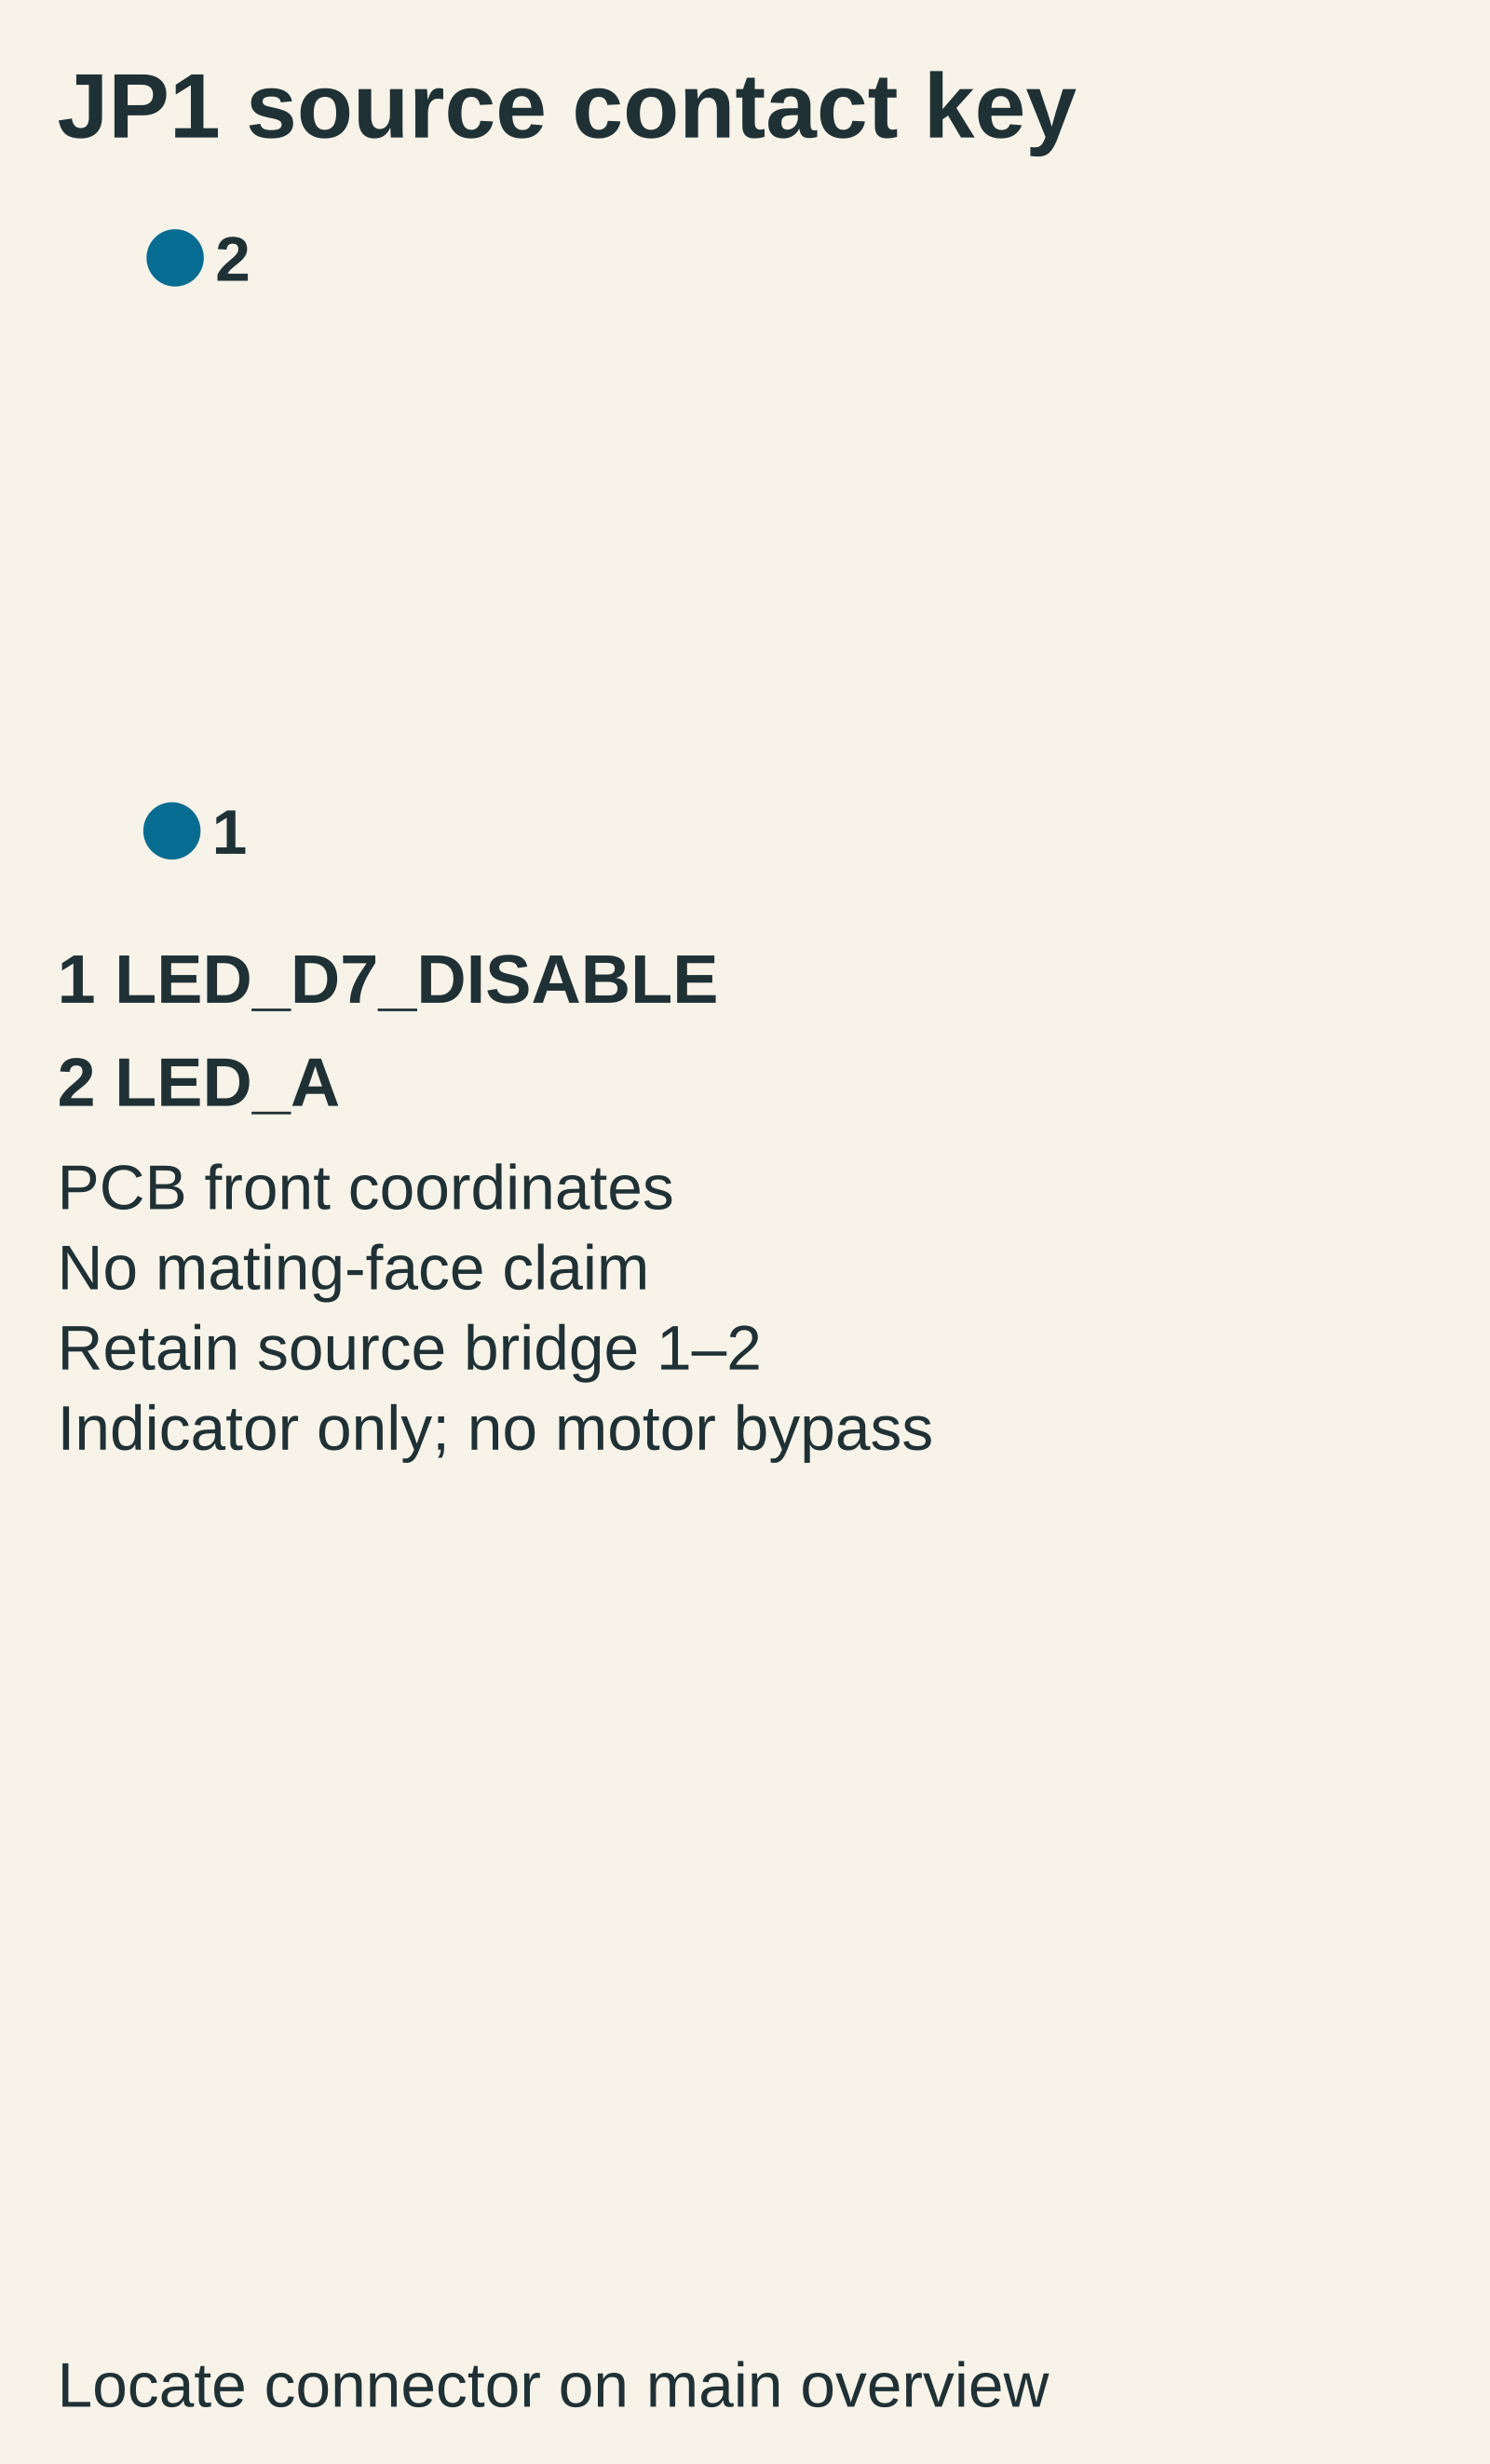 JP1 source contact key
2
1
1 LED_D7_DISABLE
2 LED_A
PCB front coordinates
No mating-face claim
Retain source bridge 1–2
Indicator only; no motor bypass
Locate connector on main overview